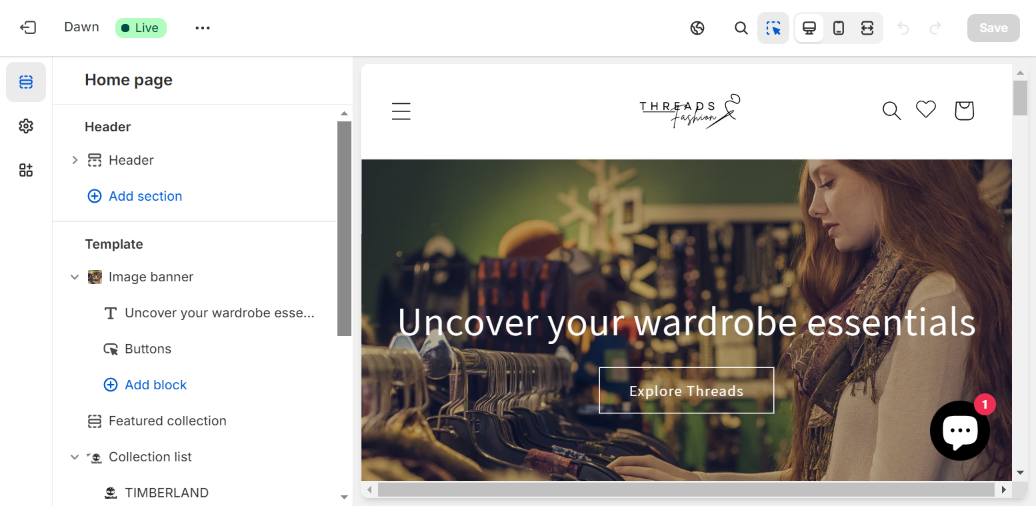 Dawn
Live
Save
Home page
Header
Header
Add section
Template
Image banner
Uncover your wardrobe esse...
Buttons
Add block
Featured collection
Collection list
TIMBERLAND
THREADS
Fashion
Uncover your wardrobe essentials
Explore Threads
1